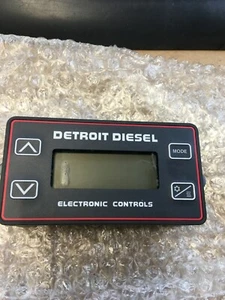 DETROIT DIESEL
MODE
ELECTRONIC CONTROLS